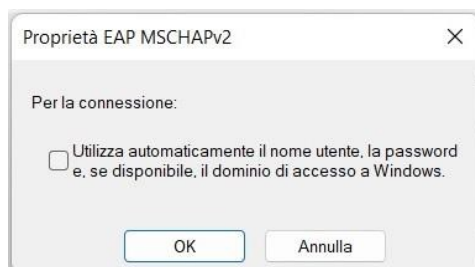 Proprietà EAP MSCHAPv2
Per la connessione:
Utilizza automaticamente il nome utente, la password
e, se disponibile, il dominio di accesso a Windows.
OK
Annulla